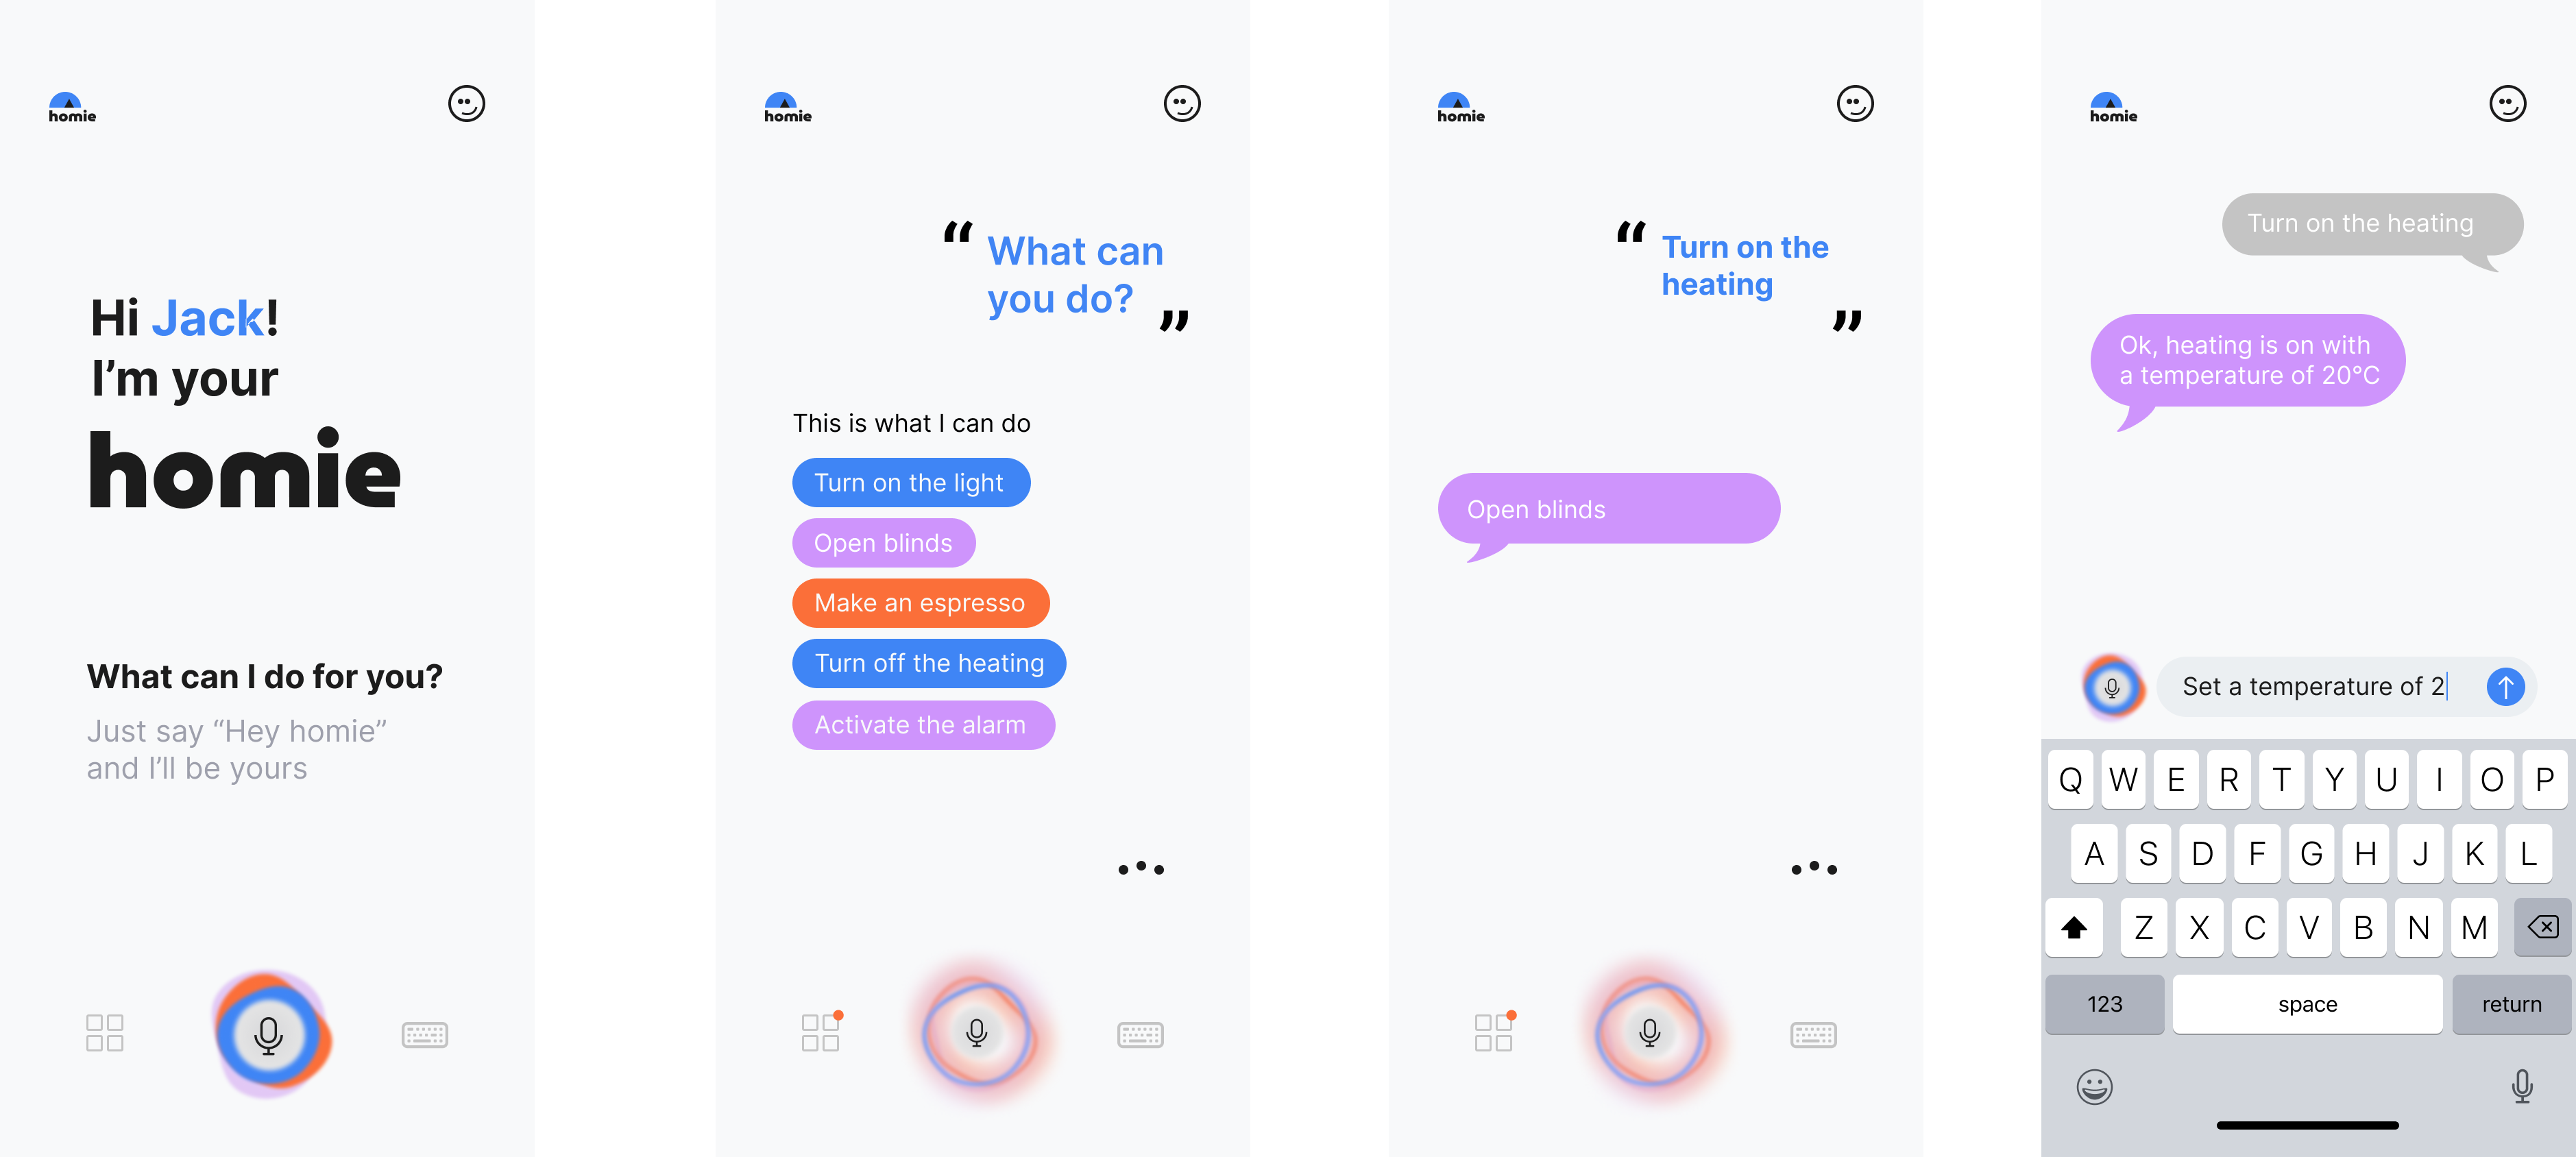 homie
Hi Jack!
I’m your
homie
What can I do for you?
Just say “Hey homie”
and I’ll be yours
homie
“ What can
you do? ”
This is what I can do
Turn on the light
Open blinds
Make an espresso
Turn off the heating
Activate the alarm
homie
“ Turn on the
heating ”
Open blinds
homie
Turn on the heating
Ok, heating is on with
a temperature of 20°C
Set a temperature of 2
Q W E R T Y U I O P
A S D F G H J K L
Z X C V B N M
123 space return